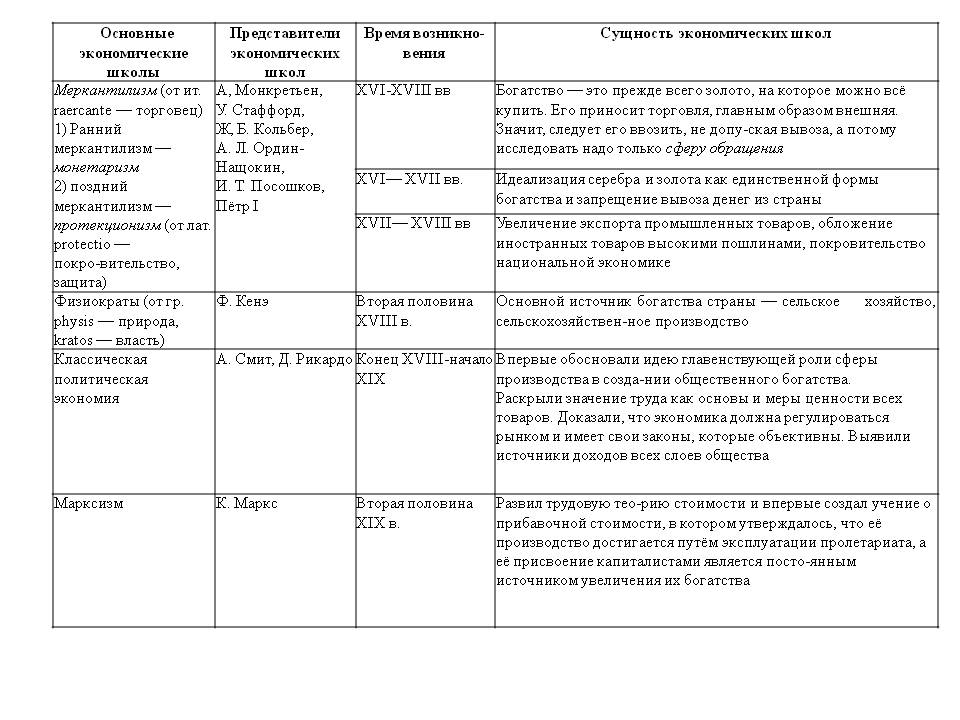 Основные
экономические
школы
Представители
экономических
школ
Время возникно-
вения
Сущность экономических школ
Меркантилизм (от ит.
raercante — торговец)
1) Ранний
меркантилизм —
монетаризм
2) поздний
меркантилизм —
протекционизм (от лат.
protectio —
покро-вительство,
защита)
А, Монкретьен,
У. Стаффорд,
Ж, Б. Кольбер,
А. Л. Ордин-
Нащокин,
И. Т. Посошков,
Пётр I
XVI-XVIII вв
Богатство — это прежде всего золото, на которое можно всё
купить. Его приносит торговля, главным образом внешняя.
Значит, следует его ввозить, не допу-ская вывоза, а потому
исследовать надо только сферу обращения
XVI— XVII вв.
Идеализация серебра и золота как единственной формы
богатства и запрещение вывоза денег из страны
XVII— XVIII вв
Увеличение экспорта промышленных товаров, обложение
иностранных товаров высокими пошлинами, покровительство
национальной экономике
Физиократы (от гр.
physis — природа,
kratos — власть)
Ф. Кенэ
Вторая половина
XVIII в.
Основной источник богатства страны — сельское хозяйство,
сельскохозяйствен-ное производство
Классическая
политическая
экономия
А. Смит, Д. Рикардо
Конец XVIII-начало
XIX
Впервые обосновали идею главенствующей роли сферы
производства в созда-нии общественного богатства.
Раскрыли значение труда как основы и меры ценности всех
товаров. Доказали, что экономика должна регулироваться
рынком и имеет свои законы, которые объективны. Выявили
источники доходов всех слоев общества
Марксизм
К. Маркс
Вторая половина
XIX в.
Развил трудовую тео-рию стоимости и впервые создал учение о
прибавочной стоимости, в котором утверждалось, что её
производство достигается путём эксплуатации пролетариата, а
её присвоение капиталистами является посто-янным
источником увеличения их богатства